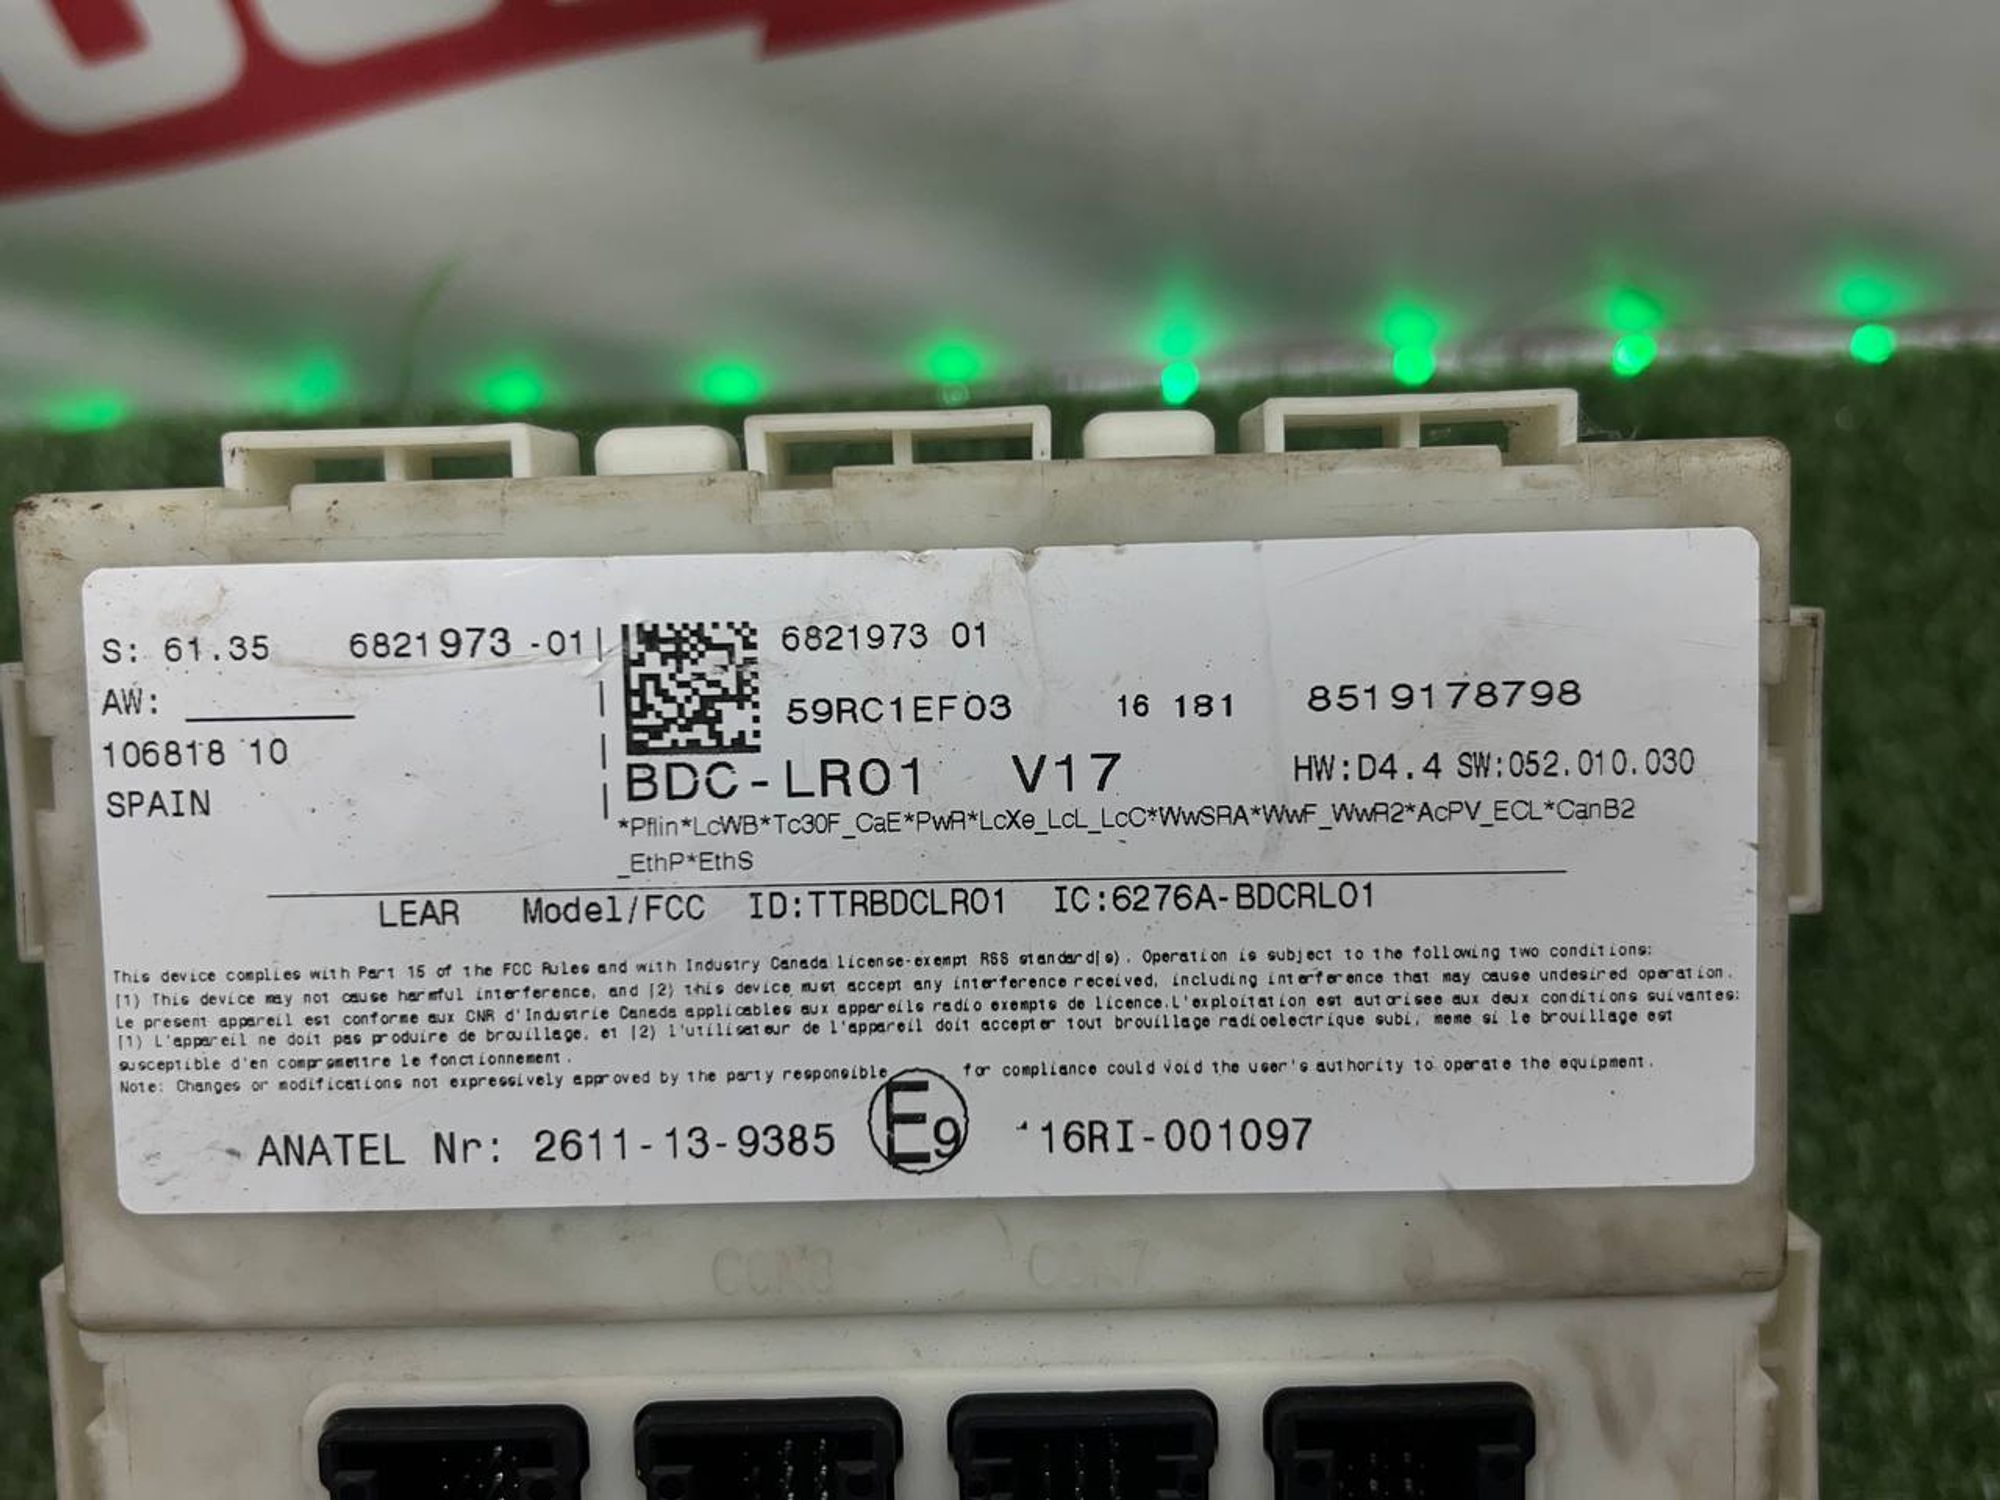 S: 61.35 6821973 -01
AW:
106818 10
SPAIN
6821973 01
59RC1EF03 16 181 8519178798
BDC-LR01 V17 HW:D4.4 SW:052.010.030
*Pflin*LcWB*Tc30F_CaE*PwR*LcXe_LcL_LcC*WwSRA*WwF_WwR2*AcPV_ECL*CanB2
_EthP*EthS
LEAR Model/FCC ID:TTRBDCLR01 IC:6276A-BDCRL01
This device complies with Part 15 of the FCC Rules and with Industry Canada license-exempt RSS standard(s). Operation is subject to the following two conditions:
(1) This device may not cause harmful interference, and (2) this device must accept any interference received, including interference that may cause undesired operation.
Le present appareil est conforme aux CNR d'Industrie Canada applicables aux appareils radio exempts de licence.L'exploitation est autorisee aux deux conditions suivantes:
(1) L'appareil ne doit pas produire de brouillage, et (2) l'utilisateur de l'appareil doit accepter tout brouillage radioelectrique subi, meme si le brouillage est
susceptible d'en compromettre le fonctionnement.
Note: Changes or modifications not expressively approved by the party responsible for compliance could void the user's authority to operate the equipment.
ANATEL Nr: 2611-13-9385 E9 16RI-001097